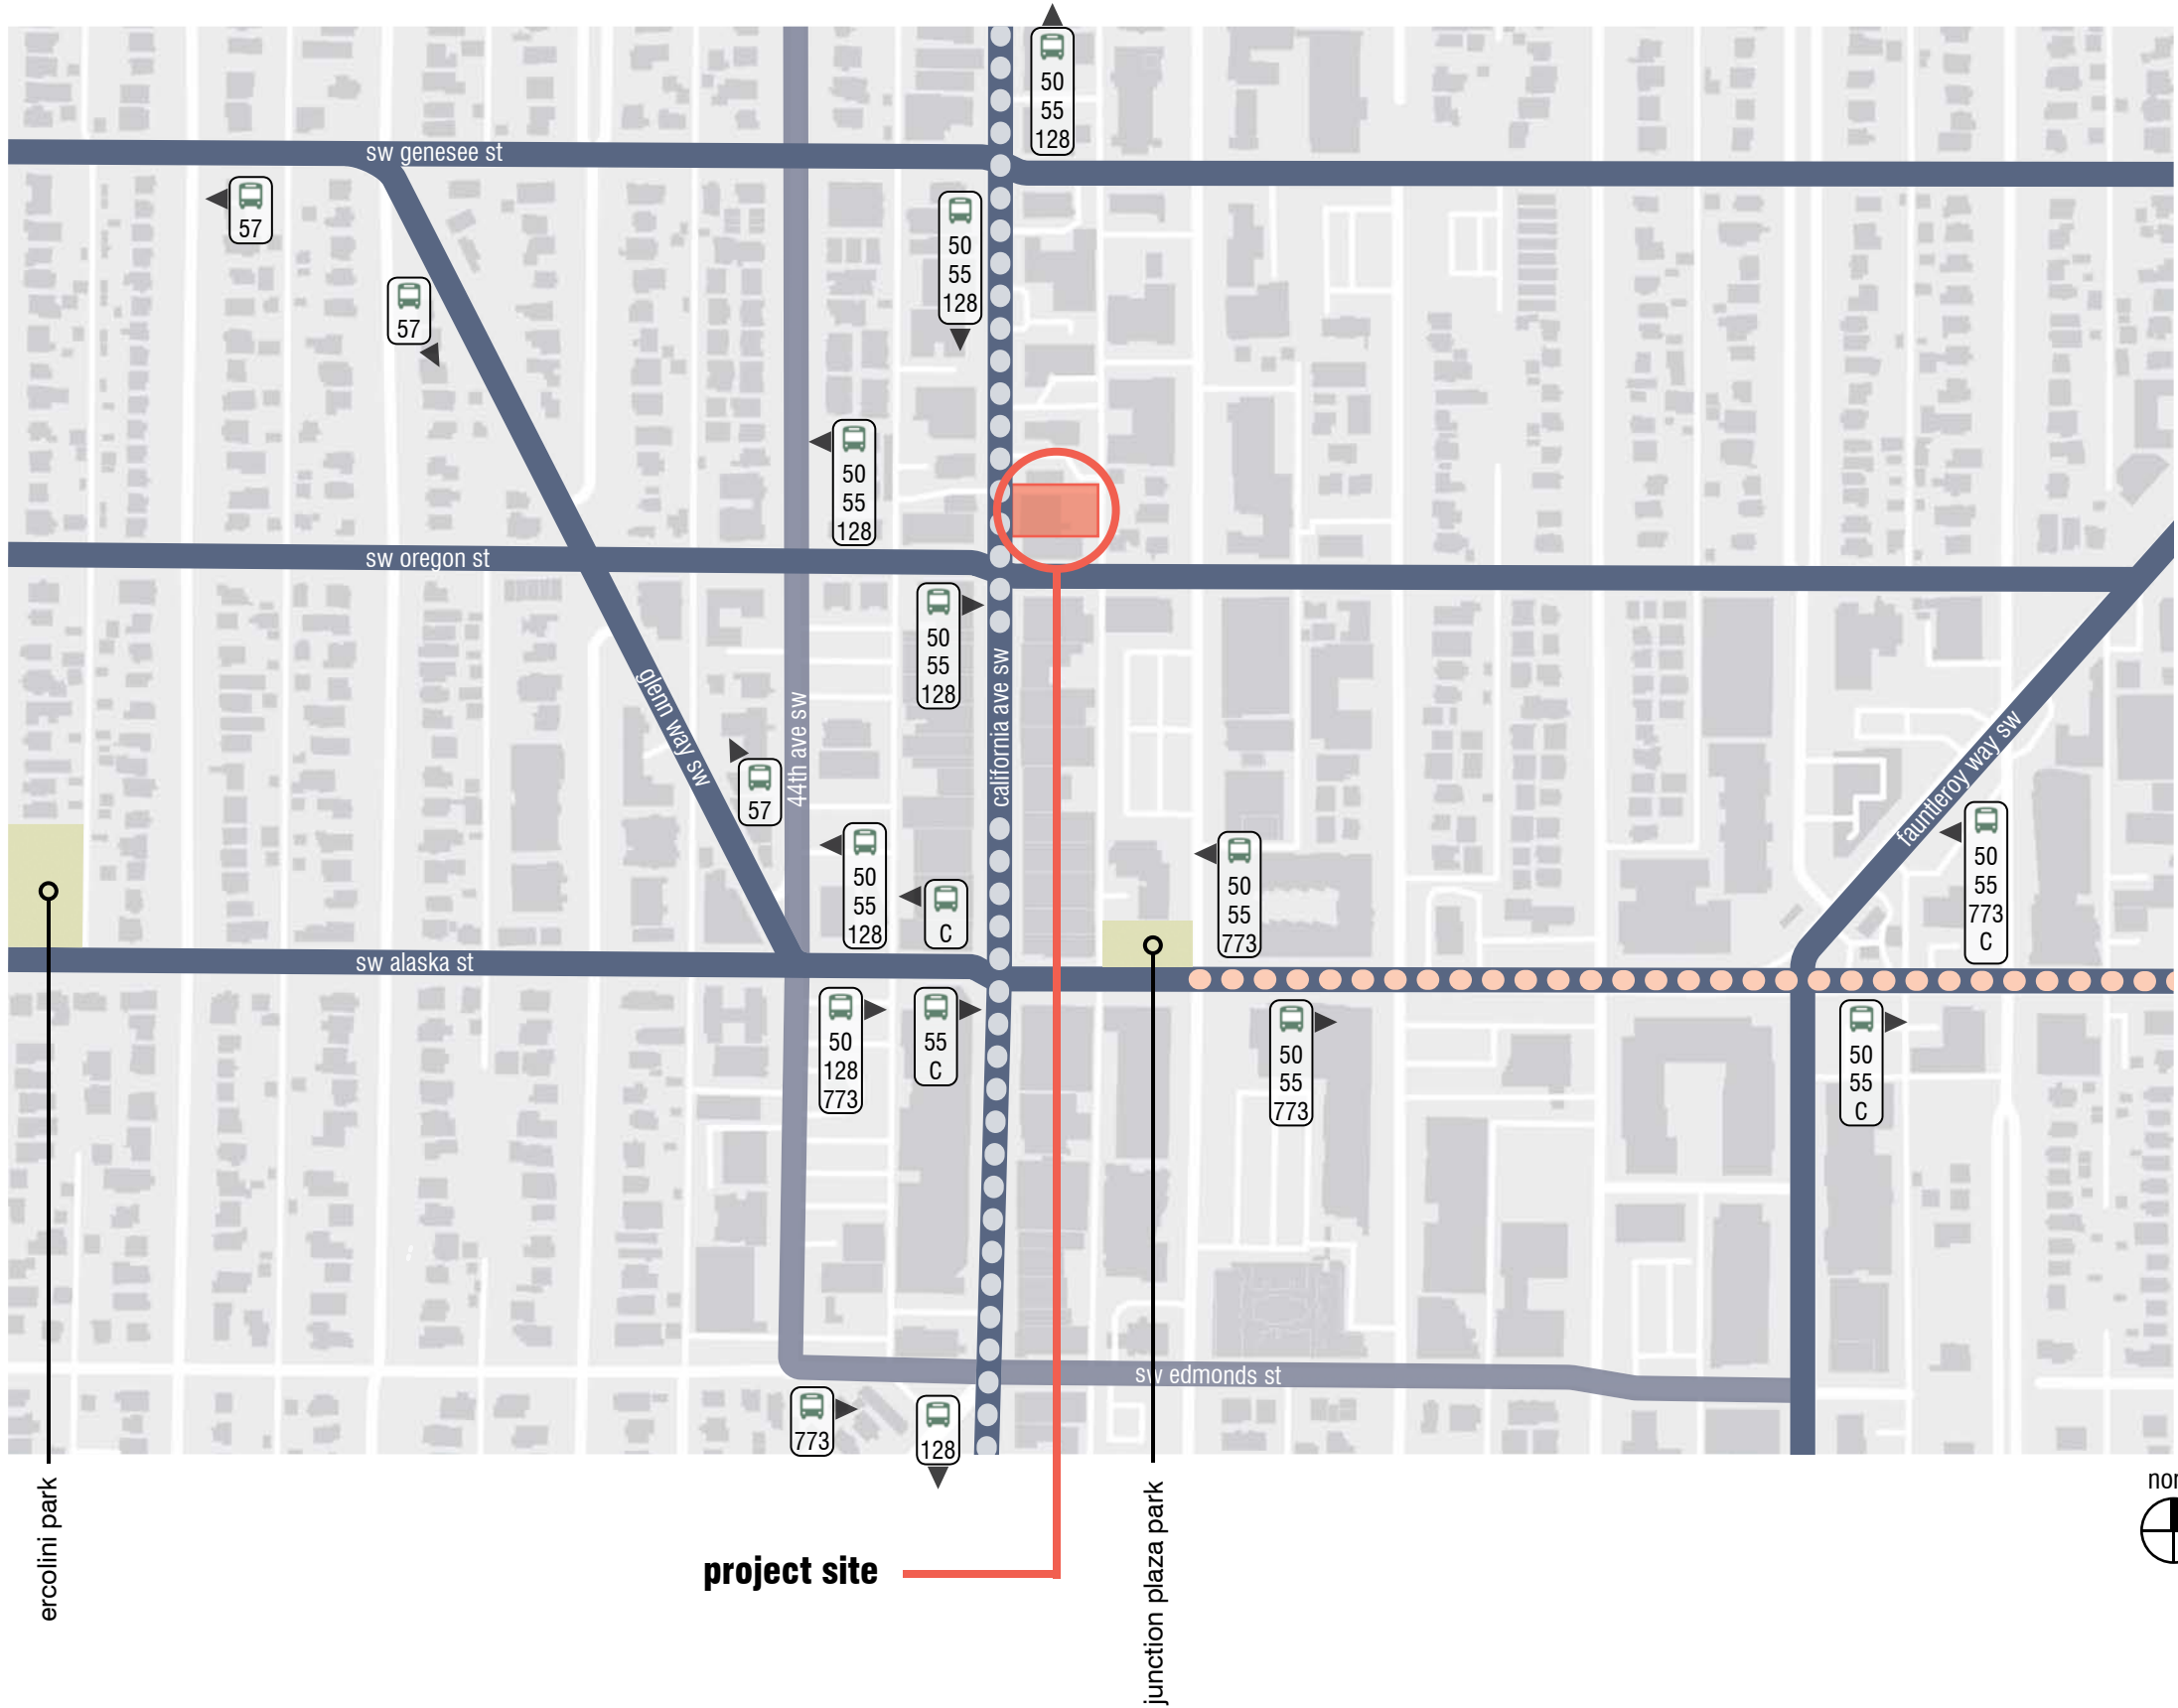 50
55
128
sw genesee st
57
50
55
128
57
50
55
128
sw oregon st
50
55
128
glenn way sw
44th ave sw
california ave sw
fauntleroy way sw
57
50
55
128
C
50
55
773
50
55
773
C
sw alaska st
50
128
773
55
C
50
55
773
50
55
C
sw edmonds st
773
128
ercolini park
junction plaza park
project site
nor